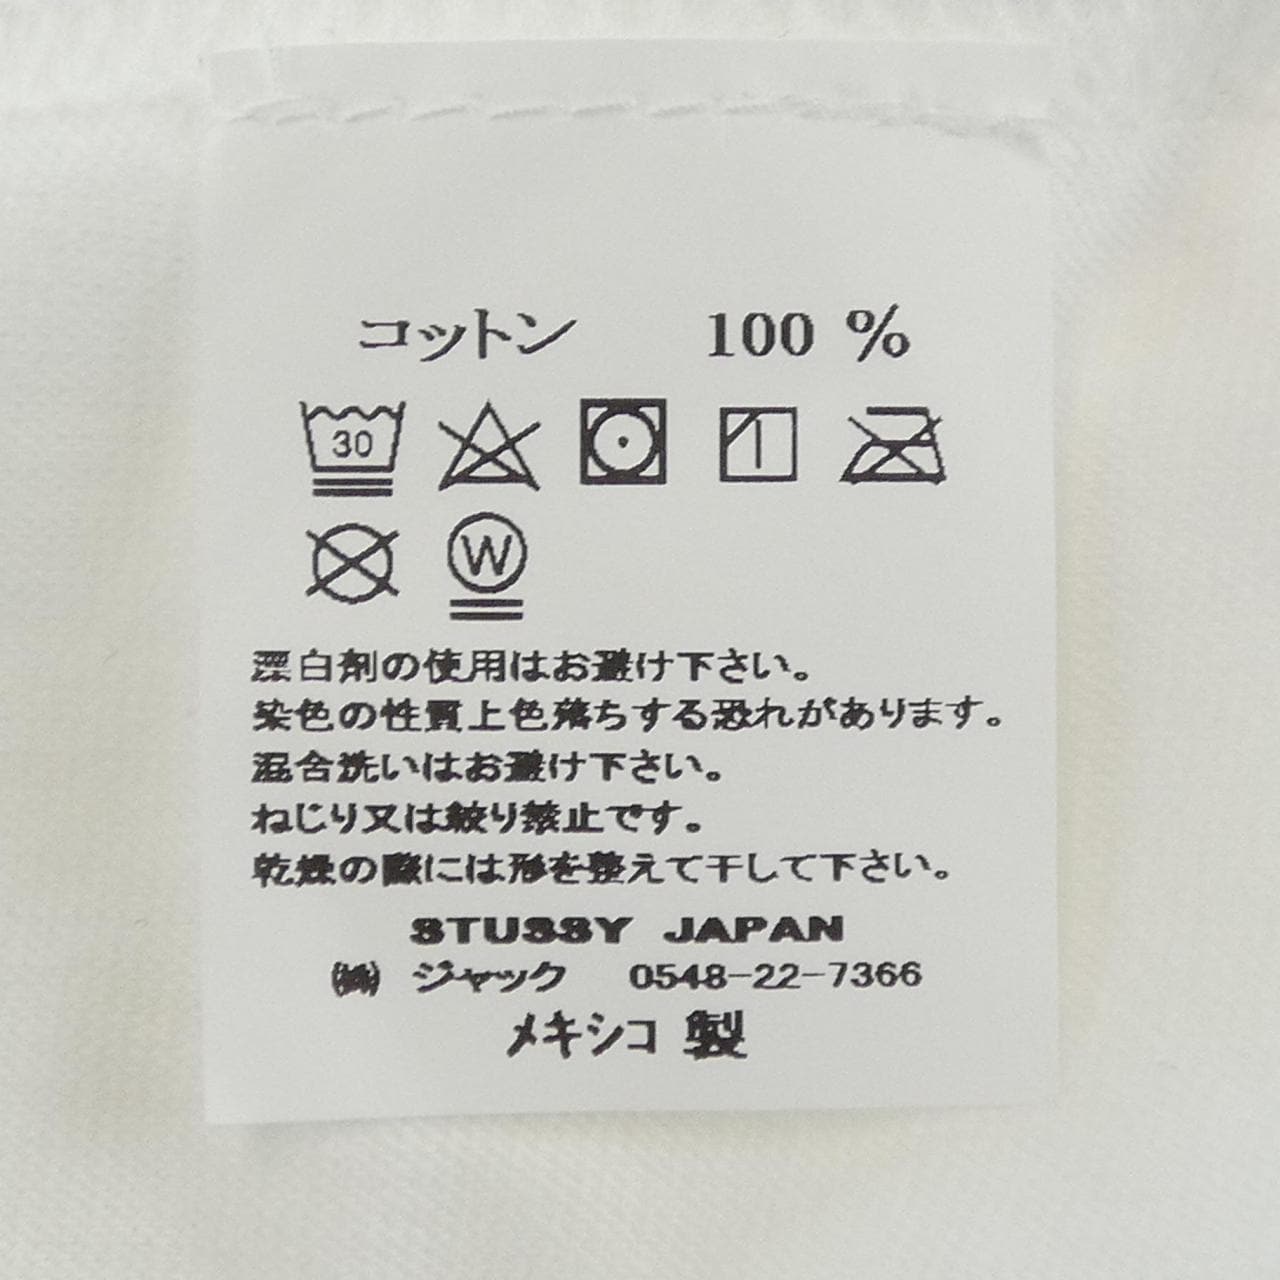 コットン 100 %
30
W
漂白剤の使用はお避け下さい。
染色の性質上色落ちする恐れがあります。
混合洗いはお避け下さい。
ねじり又は絞り禁止です。
乾燥の際には形を整えて干して下さい。
STUSSY JAPAN
㈱ ジャック 0548-22-7366
メキシコ 製